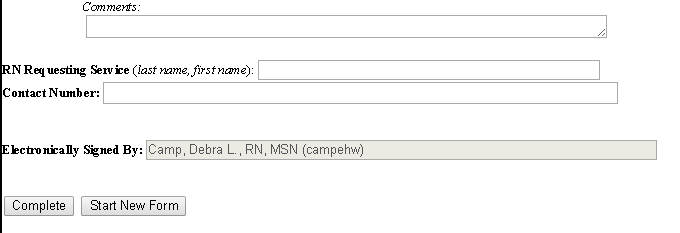 Comments:
RN Requesting Service (last name, first name):
Contact Number:
Electronically Signed By: Camp, Debra L., RN, MSN (campehw)
Complete Start New Form